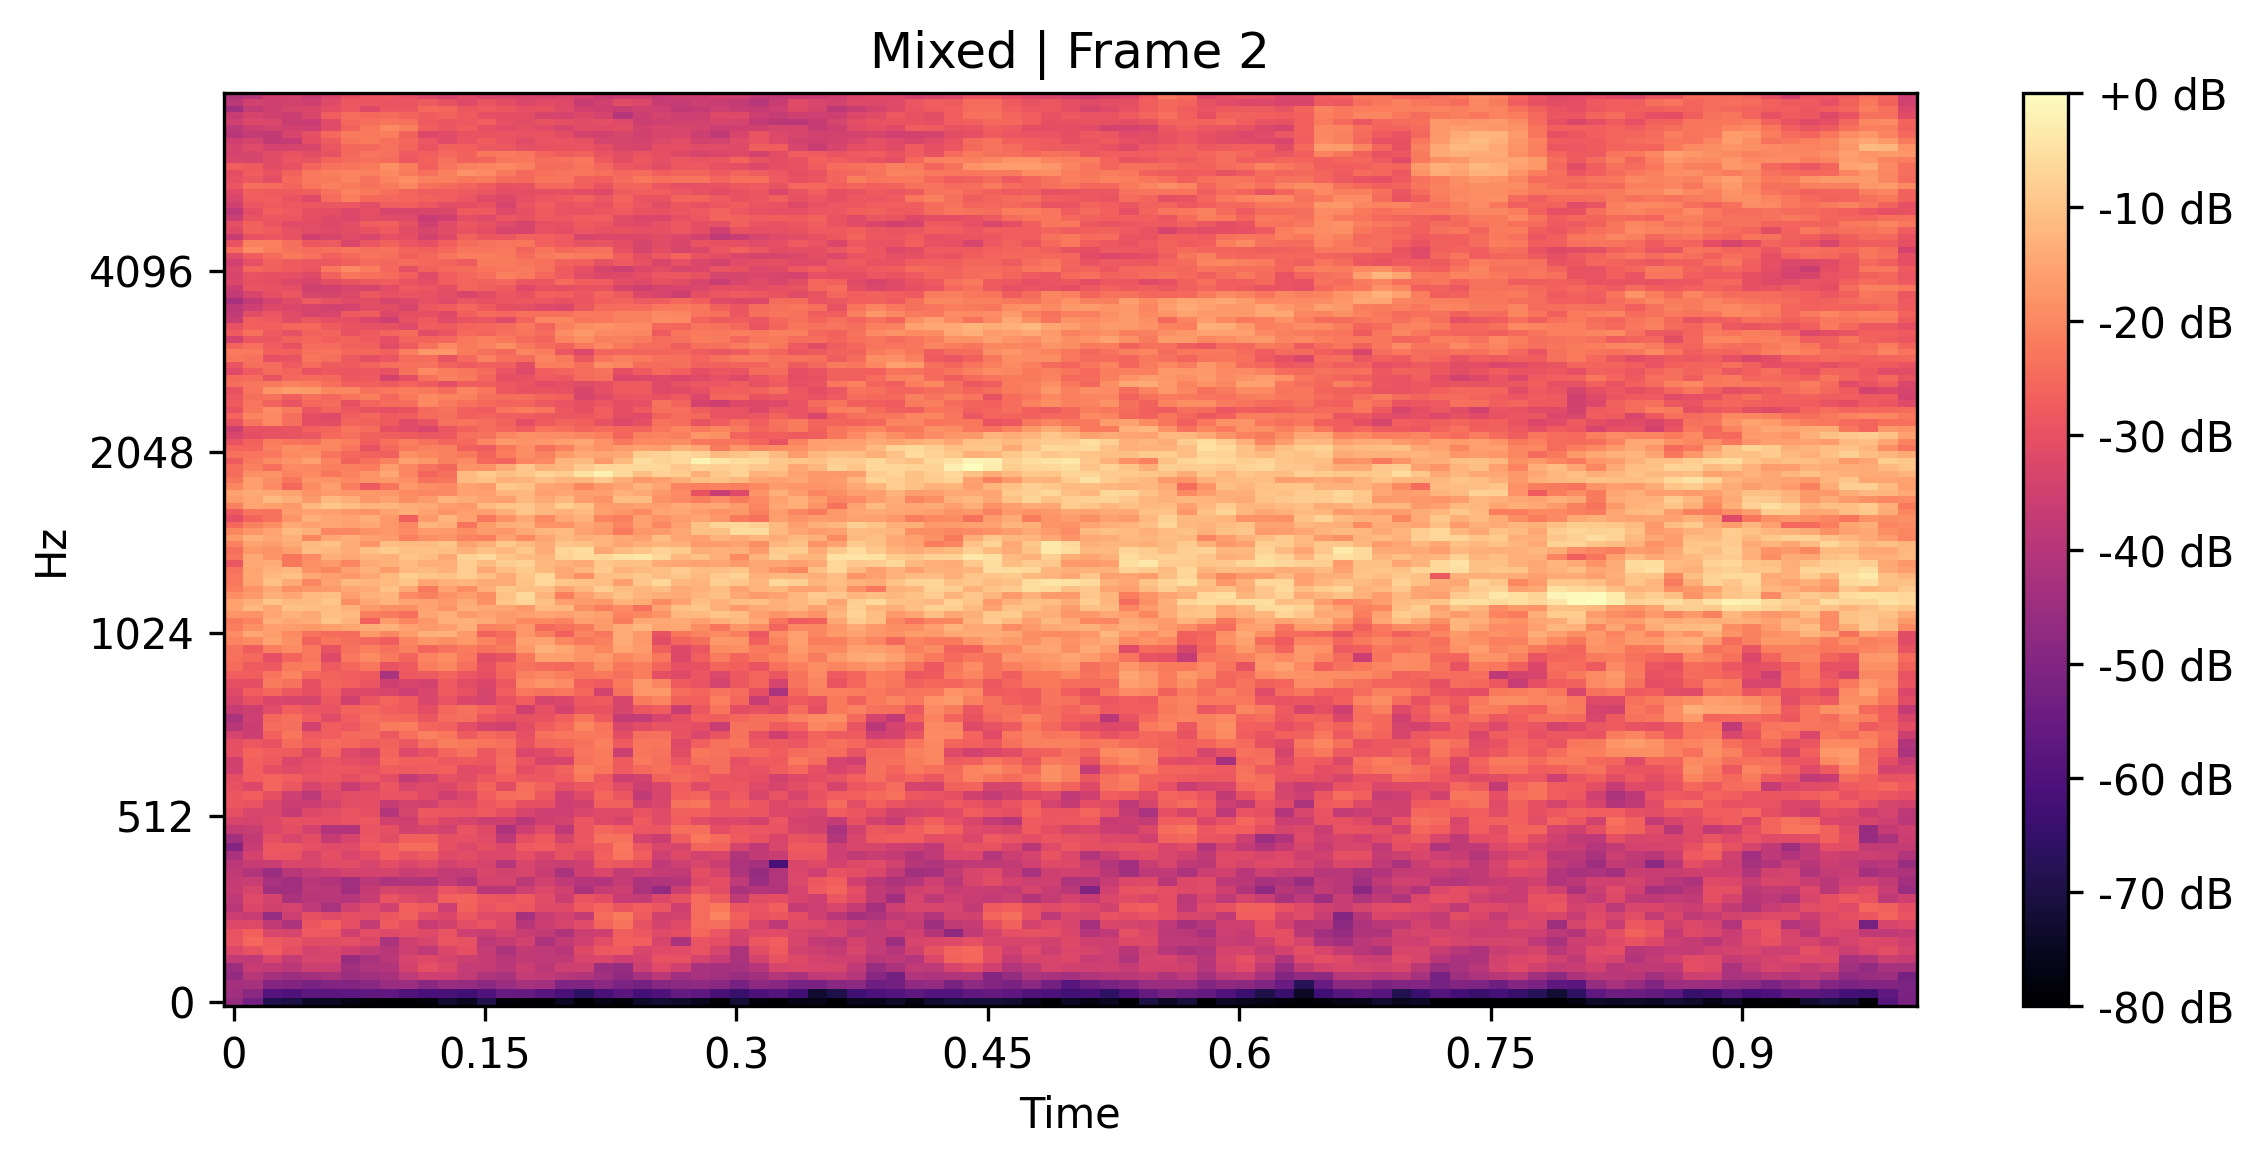 Mixed | Frame 2
Hz
4096
2048
1024
512
0
0 0.15 0.3 0.45 0.6 0.75 0.9
Time
+0 dB
-10 dB
-20 dB
-30 dB
-40 dB
-50 dB
-60 dB
-70 dB
-80 dB